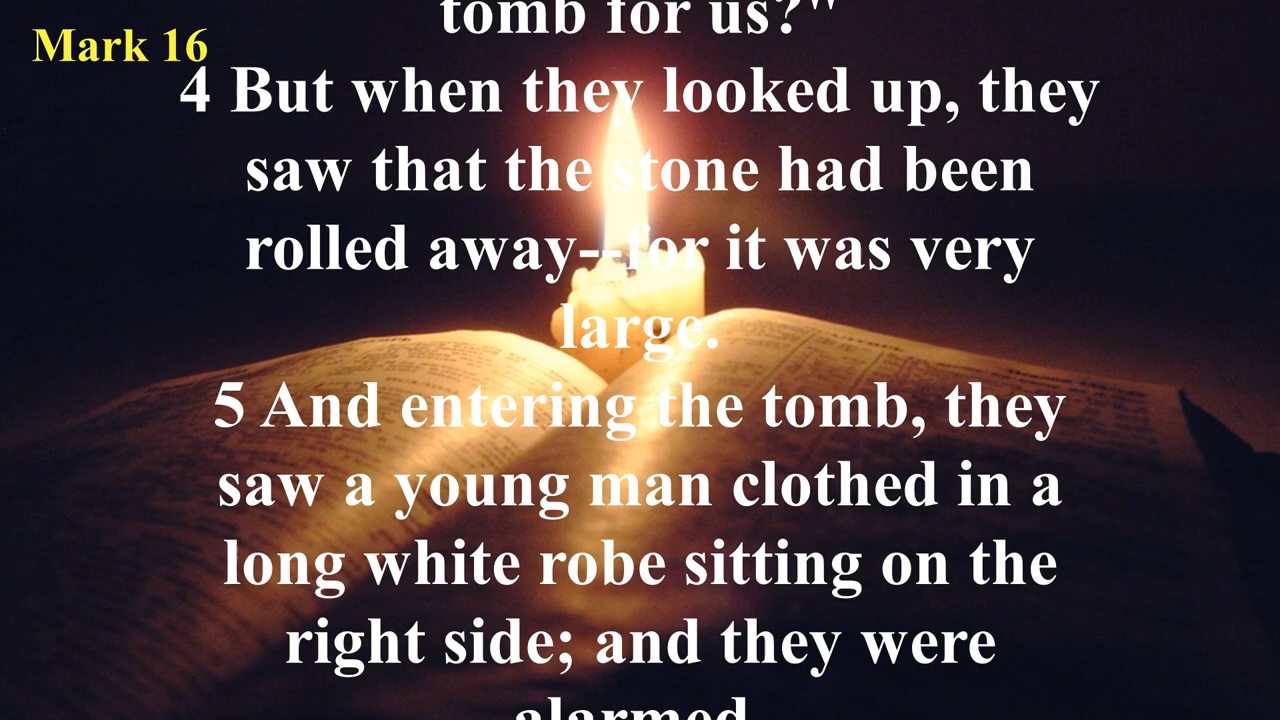 tomb for us?"
Mark 16
4 But when they looked up, they
saw that the stone had been
rolled away--for it was very
large.
5 And entering the tomb, they
saw a young man clothed in a
long white robe sitting on the
right side; and they were
alarmed